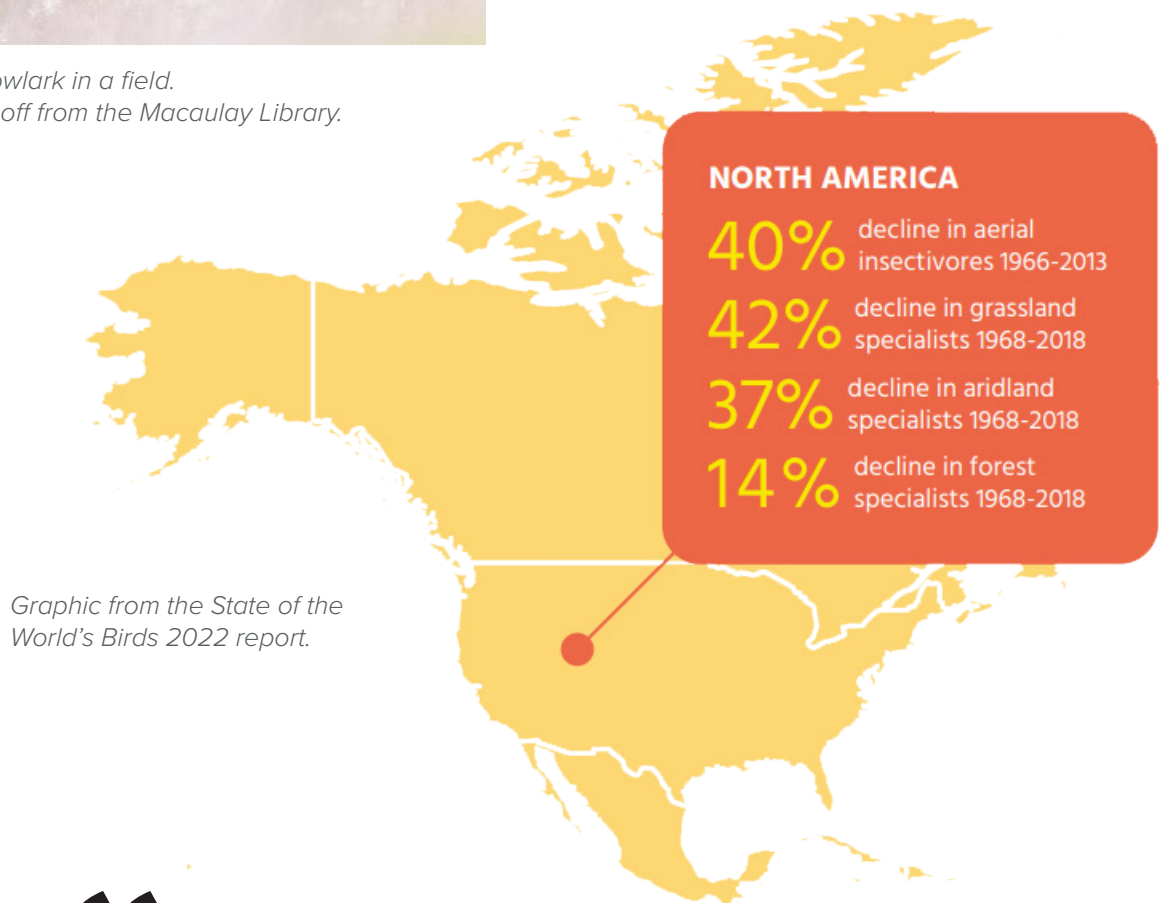 owlark in a field.
off from the Macaulay Library.
NORTH AMERICA
40% decline in aerial
insectivores 1966-2013
42% decline in grassland
specialists 1968-2018
37% decline in aridland
specialists 1968-2018
14% decline in forest
specialists 1968-2018
Graphic from the State of the
World's Birds 2022 report.
“